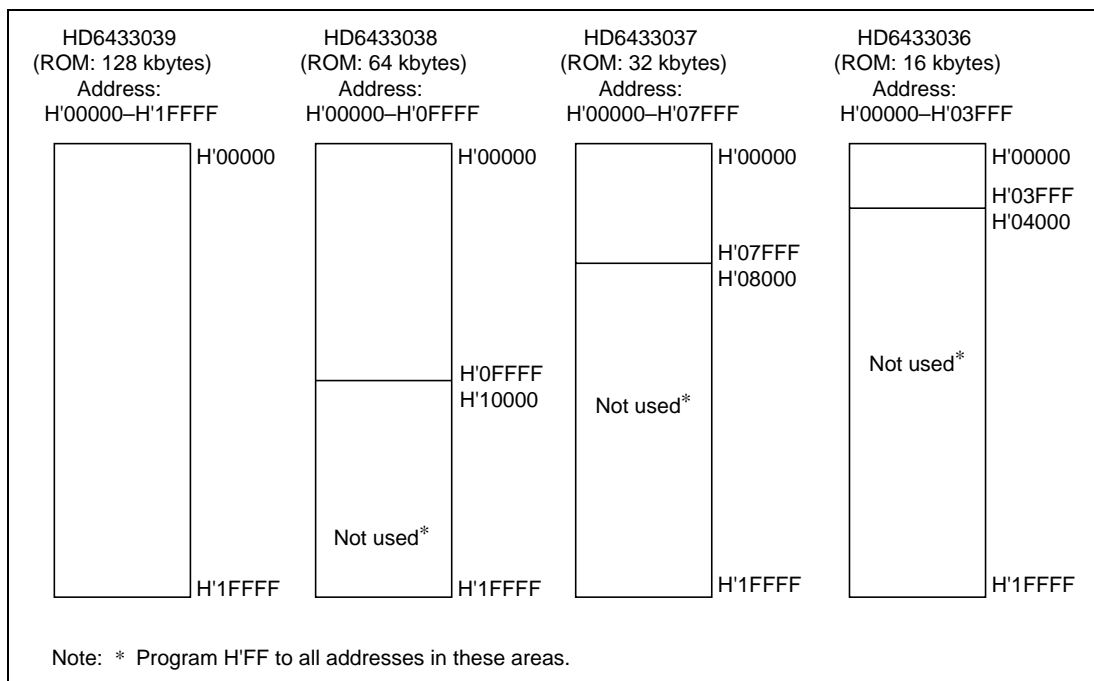 HD6433039
(ROM: 128 kbytes)
Address:
H'00000–H'1FFFF
H'00000
H'1FFFF
HD6433038
(ROM: 64 kbytes)
Address:
H'00000–H'0FFFF
H'00000
H'0FFFF
H'10000
Not used*
H'1FFFF
HD6433037
(ROM: 32 kbytes)
Address:
H'00000–H'07FFF
H'00000
H'07FFF
H'08000
Not used*
H'1FFFF
HD6433036
(ROM: 16 kbytes)
Address:
H'00000–H'03FFF
H'00000
H'03FFF
H'04000
Not used*
H'1FFFF
Note: * Program H'FF to all addresses in these areas.